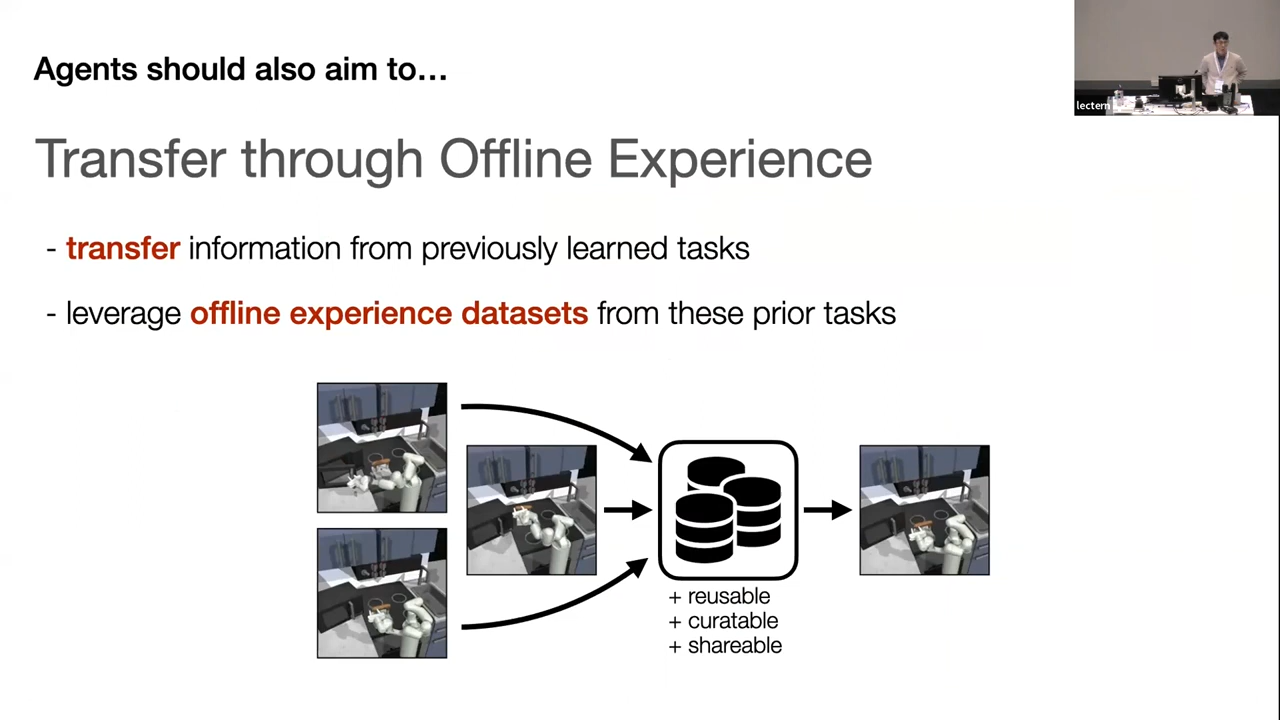 Agents should also aim to…
lectern
Transfer through Offline Experience
- transfer information from previously learned tasks
- leverage offline experience datasets from these prior tasks
+ reusable
+ curatable
+ shareable